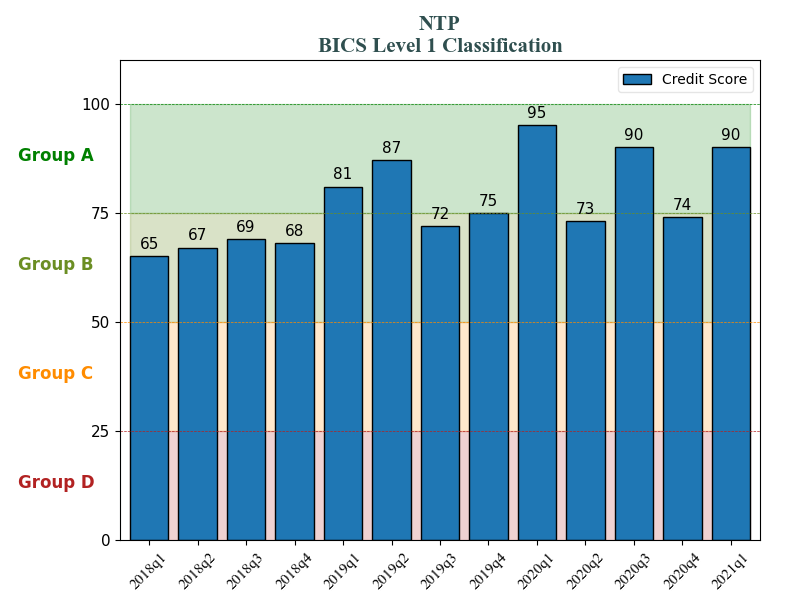 NTP
BICS Level 1 Classification
Credit Score
100
75
50
25
0
Group A
Group B
Group C
Group D
65
67
69
68
81
87
72
75
95
73
90
74
90
2018q1
2018q2
2018q3
2018q4
2019q1
2019q2
2019q3
2019q4
2020q1
2020q2
2020q3
2020q4
2021q1